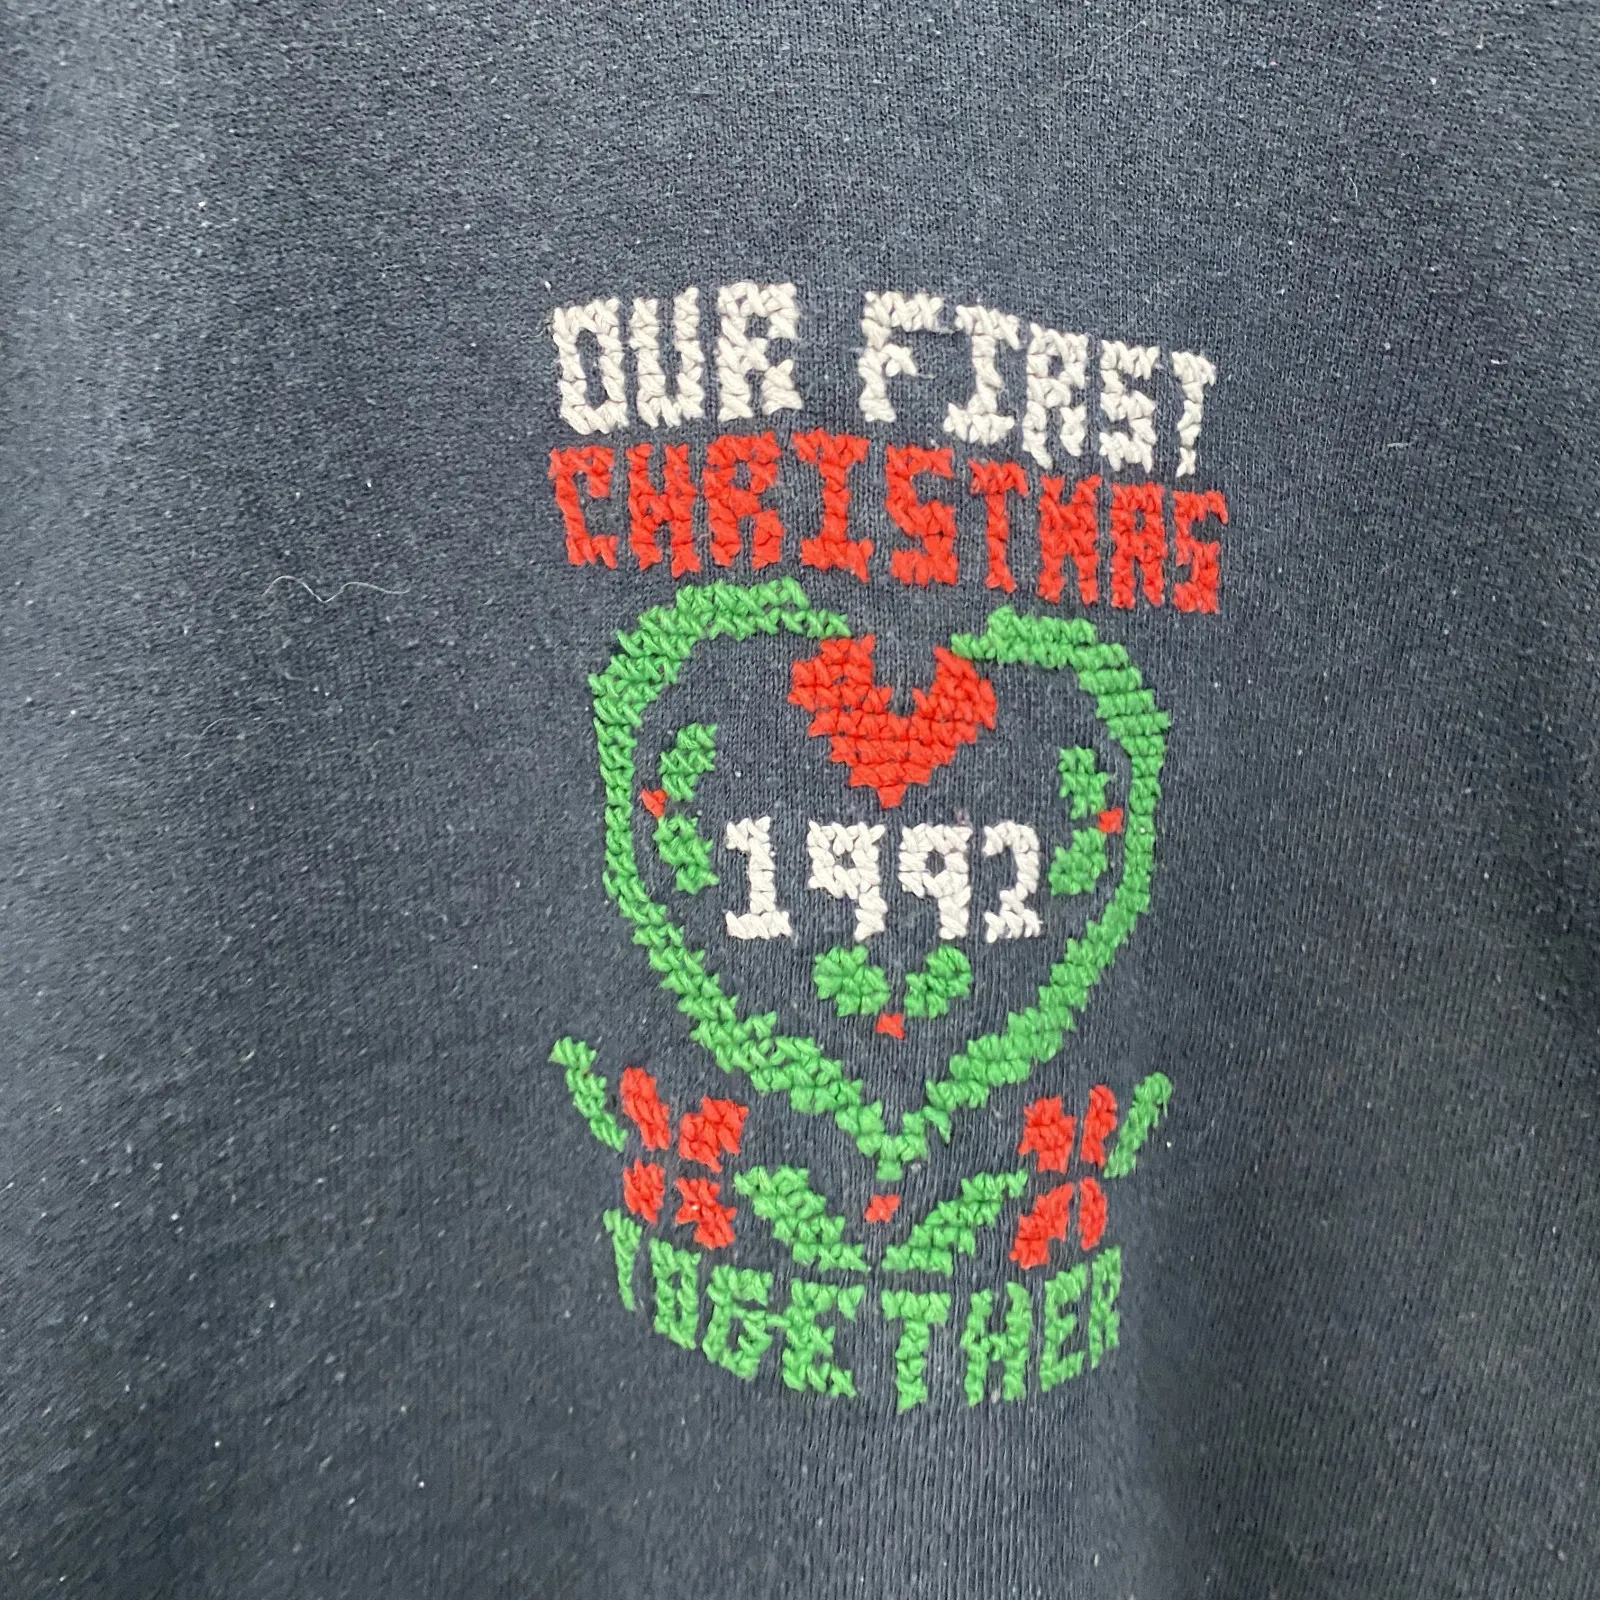 OUR FIRST
CHRISTMAS
1992
TOGETHER